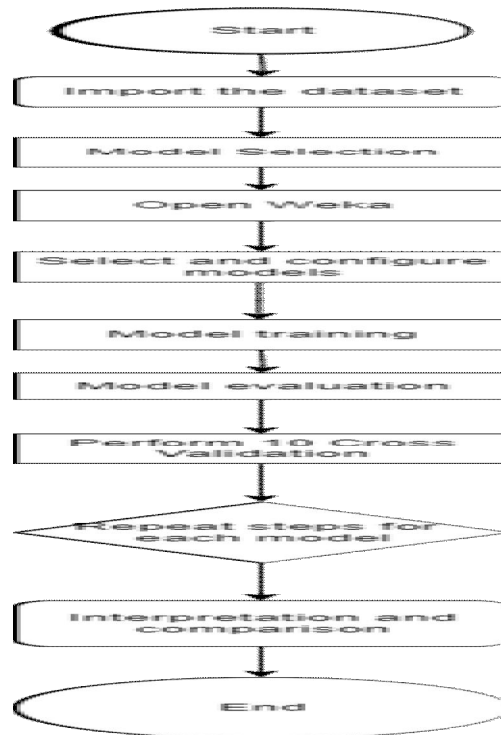 Start
Import the dataset
Model Selection
Open Weka
Select and configure
models
Model training
Model evaluation
Perform 10 Cross
Validation
Repeat steps for
each model
Interpretation and
comparison
End